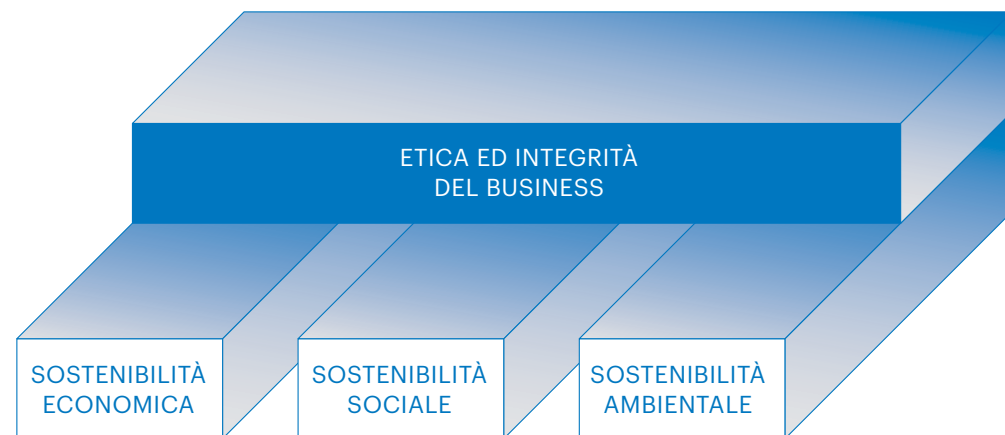 ETICA ED INTEGRITÀ
DEL BUSINESS
SOSTENIBILITÀ
ECONOMICA
SOSTENIBILITÀ
SOCIALE
SOSTENIBILITÀ
AMBIENTALE